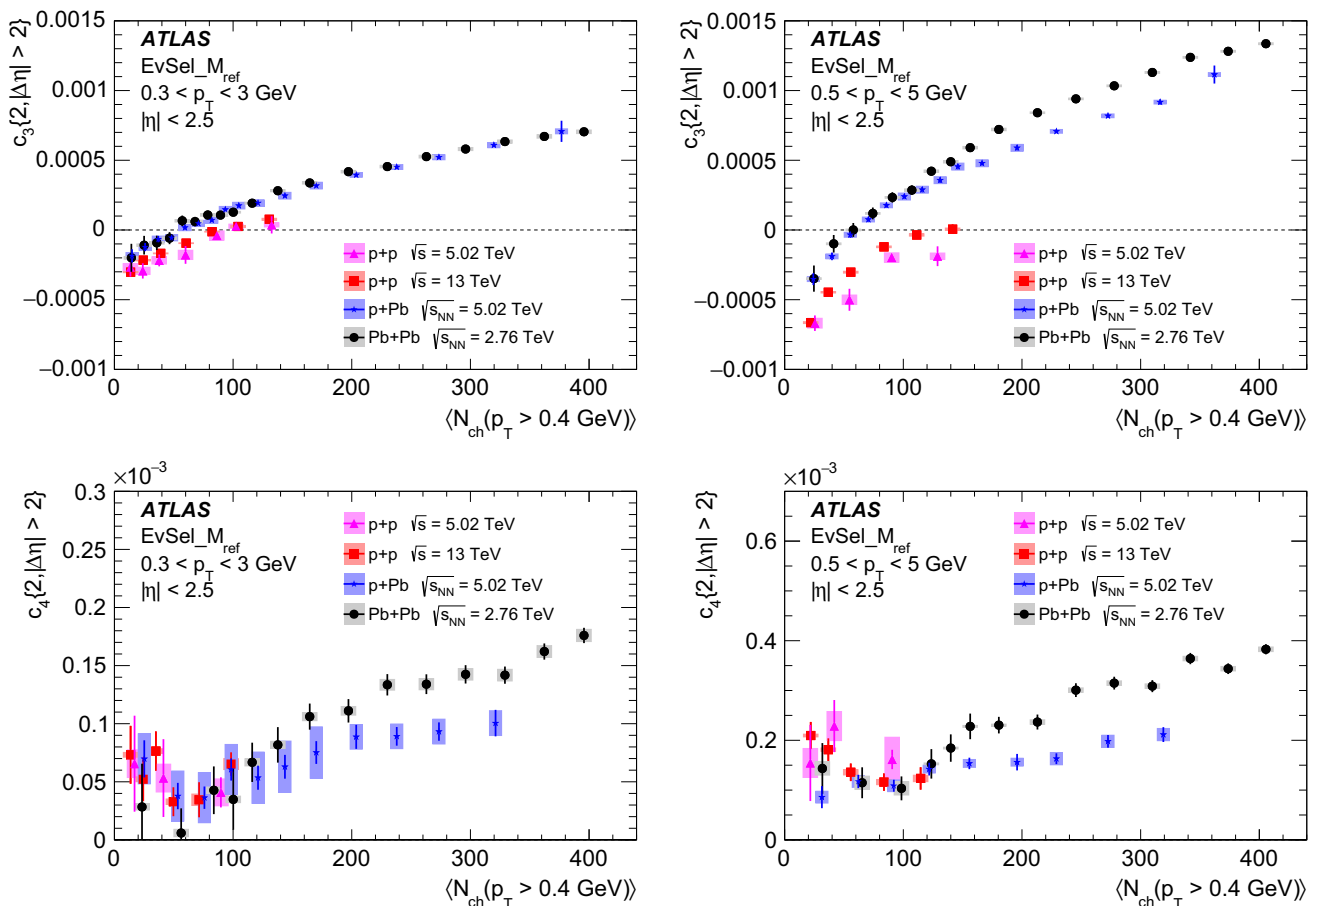 c3{2,|Δη| > 2}
0.0015
0.001
0.0005
0
−0.0005
−0.001
ATLAS
EvSel_Mref
0.3 < pT < 3 GeV
|η| < 2.5
p+p √s = 5.02 TeV
p+p √s = 13 TeV
p+Pb √sNN = 5.02 TeV
Pb+Pb √sNN = 2.76 TeV
0 100 200 300 400
⟨Nch(pT > 0.4 GeV)⟩
c3{2,|Δη| > 2}
0.0015
0.001
0.0005
0
−0.0005
−0.001
ATLAS
EvSel_Mref
0.5 < pT < 5 GeV
|η| < 2.5
p+p √s = 5.02 TeV
p+p √s = 13 TeV
p+Pb √sNN = 5.02 TeV
Pb+Pb √sNN = 2.76 TeV
0 100 200 300 400
⟨Nch(pT > 0.4 GeV)⟩
×10−3
c4{2,|Δη| > 2}
0.3
0.25
0.2
0.15
0.1
0.05
0
ATLAS
EvSel_Mref
0.3 < pT < 3 GeV
|η| < 2.5
p+p √s = 5.02 TeV
p+p √s = 13 TeV
p+Pb √sNN = 5.02 TeV
Pb+Pb √sNN = 2.76 TeV
0 100 200 300 400
⟨Nch(pT > 0.4 GeV)⟩
×10−3
c4{2,|Δη| > 2}
0.6
0.4
0.2
0
ATLAS
EvSel_Mref
0.5 < pT < 5 GeV
|η| < 2.5
p+p √s = 5.02 TeV
p+p √s = 13 TeV
p+Pb √sNN = 5.02 TeV
Pb+Pb √sNN = 2.76 TeV
0 100 200 300 400
⟨Nch(pT > 0.4 GeV)⟩